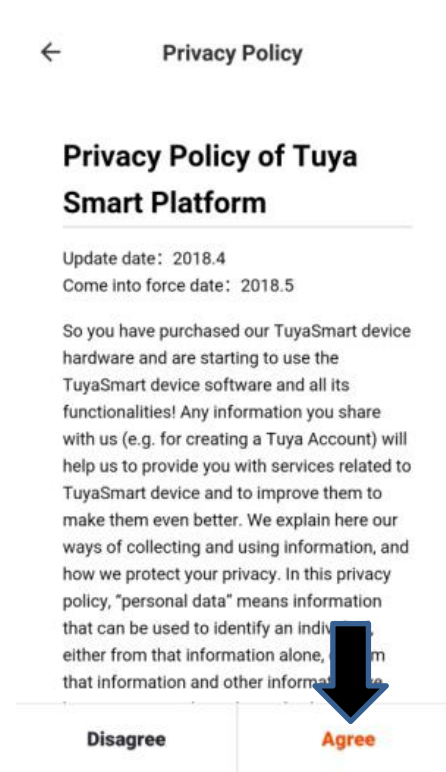 Privacy Policy
Privacy Policy of Tuya
Smart Platform
Update date：2018.4
Come into force date：2018.5
So you have purchased our TuyaSmart device
hardware and are starting to use the
TuyaSmart device software and all its
functionalities! Any information you share
with us (e.g. for creating a Tuya Account) will
help us to provide you with services related to
TuyaSmart device and to improve them to
make them even better. We explain here our
ways of collecting and using information, and
how we protect your privacy. In this privacy
policy, “personal data” means information
that can be used to identify an
either from that information alone,
that information and other
Disagree
Agree